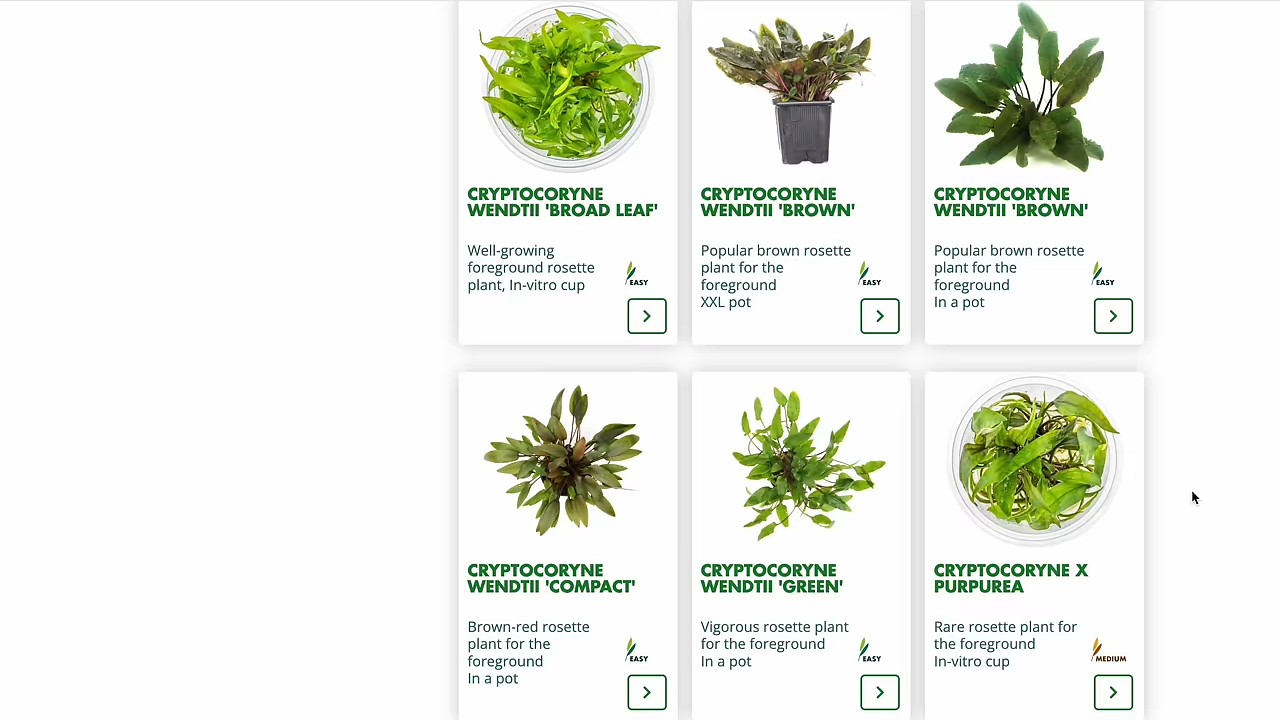 CRYPTOCORYNE
WENDTII 'BROAD LEAF'
Well-growing
foreground rosette
plant, In-vitro cup
EASY
CRYPTOCORYNE
WENDTII 'BROWN'
Popular brown rosette
plant for the
foreground
XXL pot
EASY
CRYPTOCORYNE
WENDTII 'BROWN'
Popular brown rosette
plant for the
foreground
In a pot
EASY
CRYPTOCORYNE
WENDTII 'COMPACT'
Brown-red rosette
plant for the
foreground
In a pot
EASY
CRYPTOCORYNE
WENDTII 'GREEN'
Vigorous rosette plant
for the foreground
In a pot
EASY
CRYPTOCORYNE X
PURPUREA
Rare rosette plant for
the foreground
In-vitro cup
MEDIUM